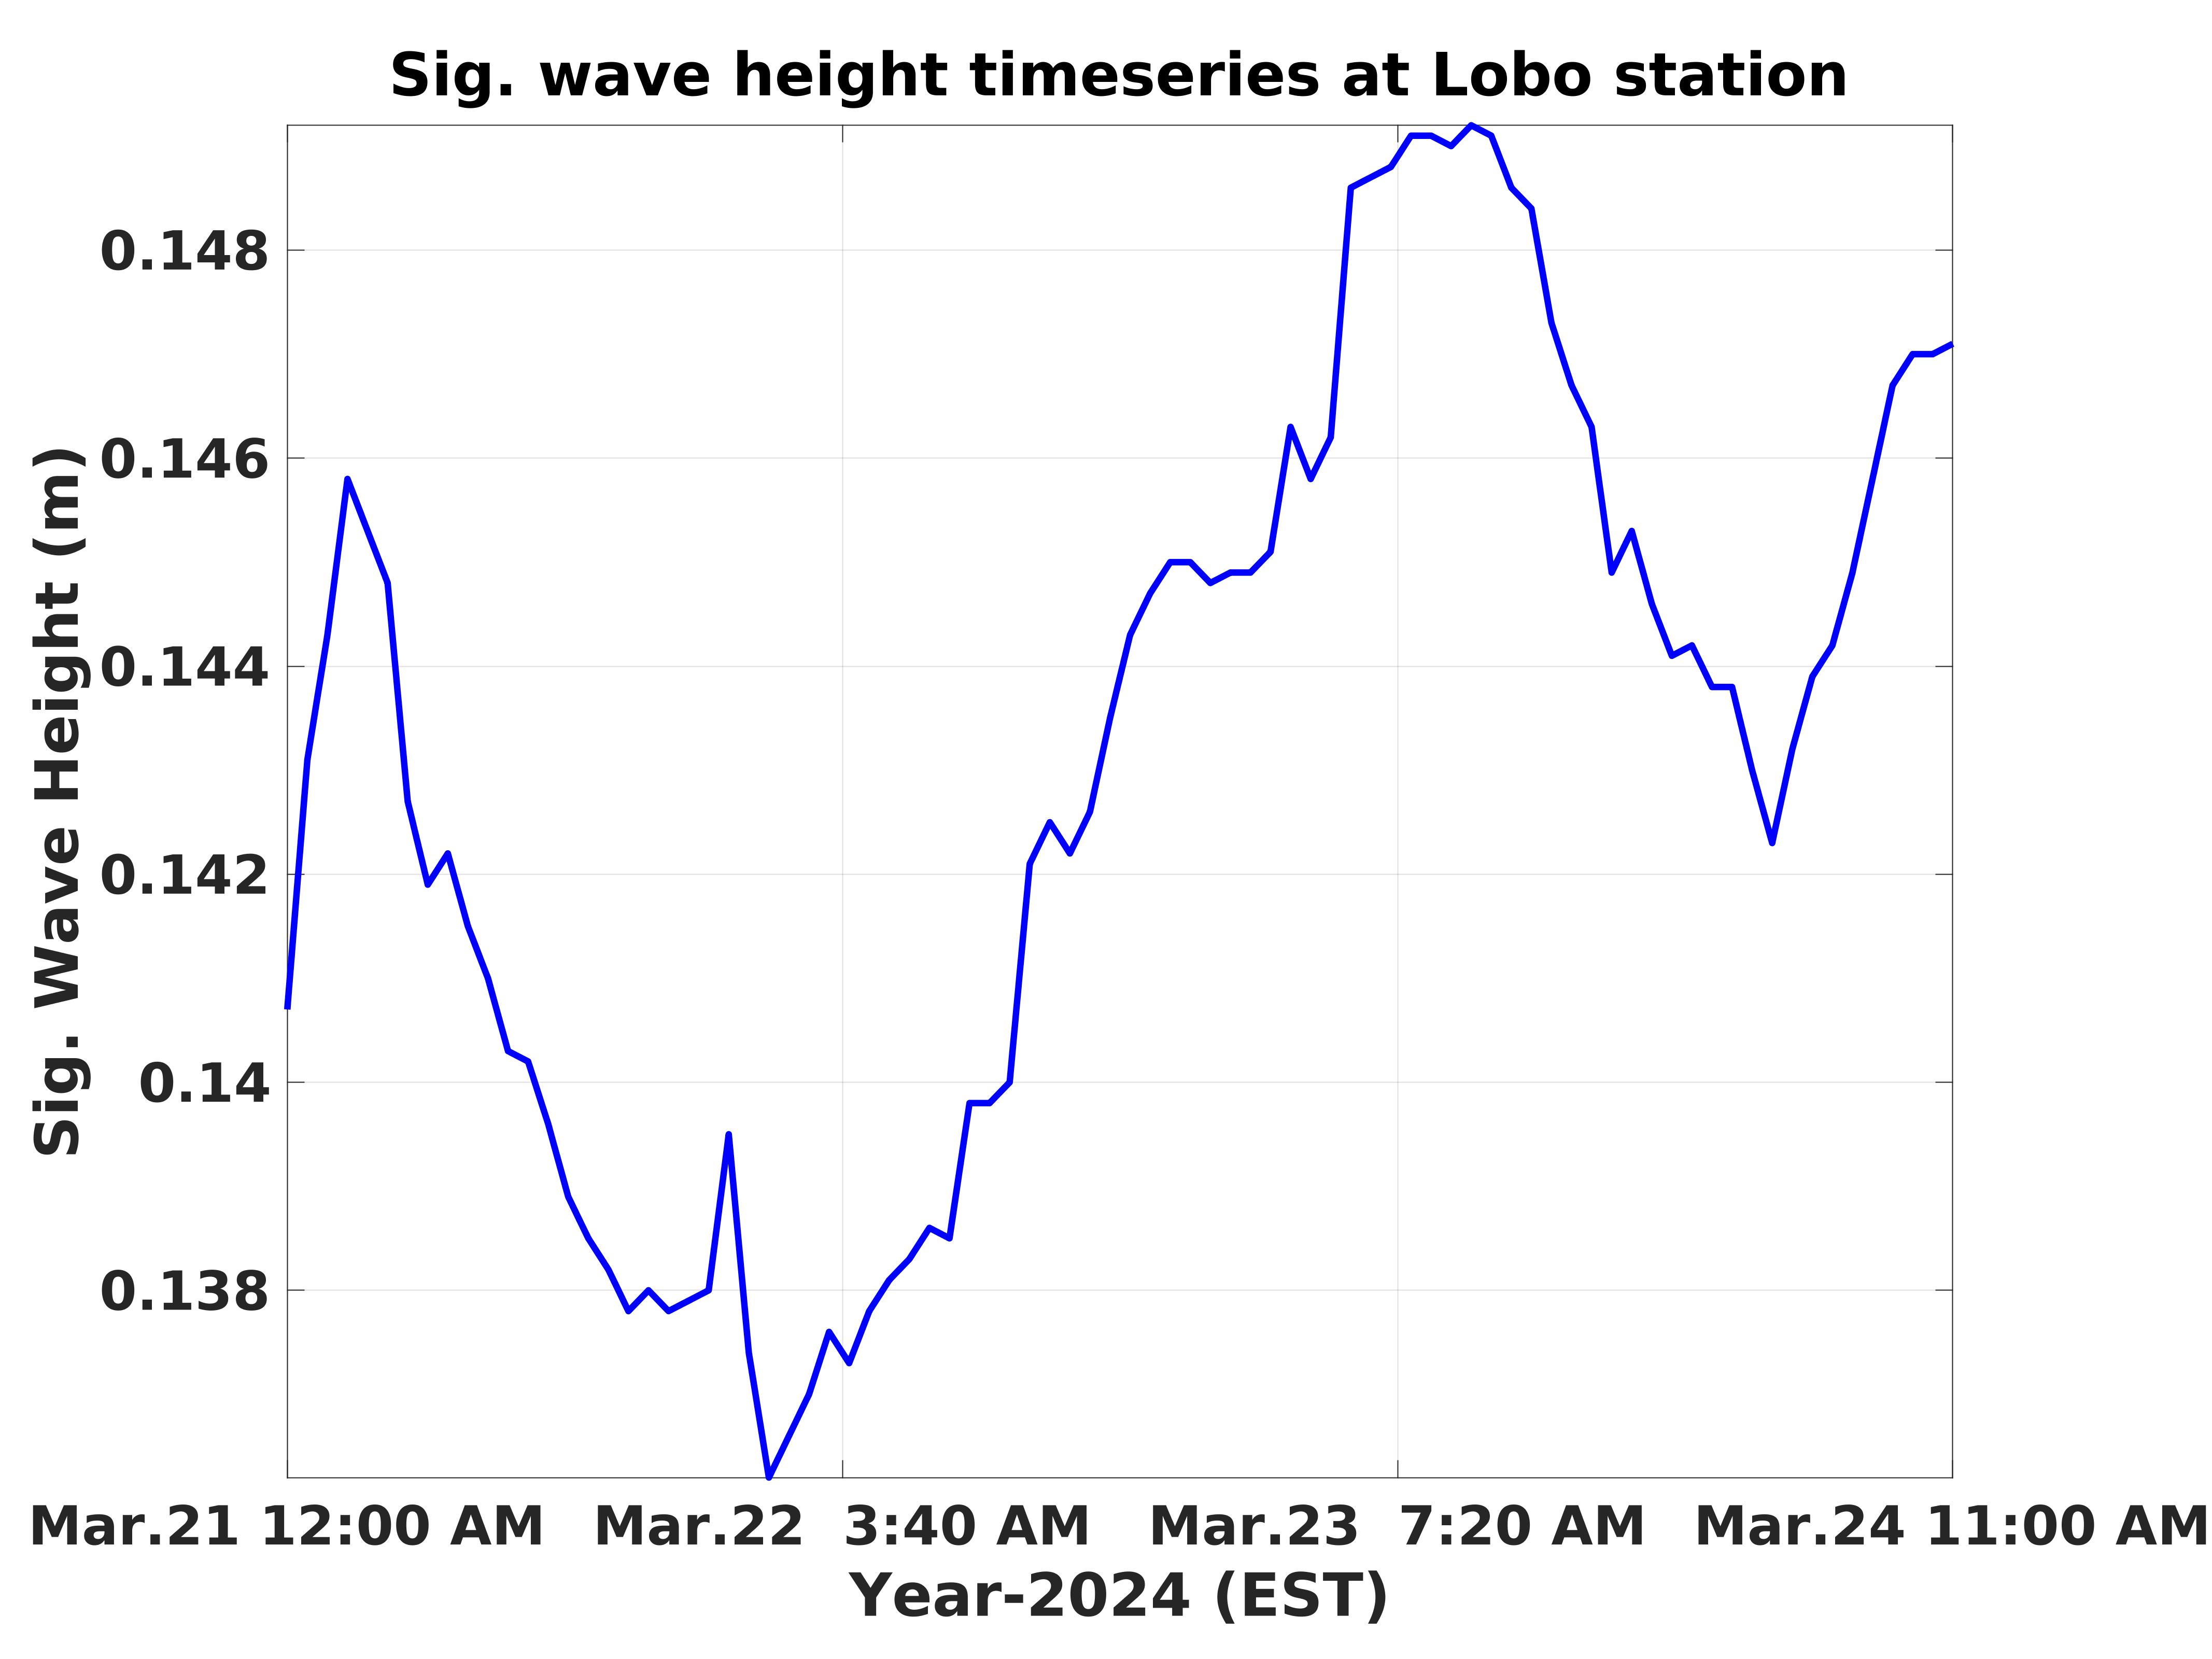 Sig. wave height timeseries at Lobo station
Sig. Wave Height (m)
0.148
0.146
0.144
0.142
0.14
0.138
Mar.21 12:00 AM Mar.22 3:40 AM Mar.23 7:20 AM Mar.24 11:00 AM
Year-2024 (EST)